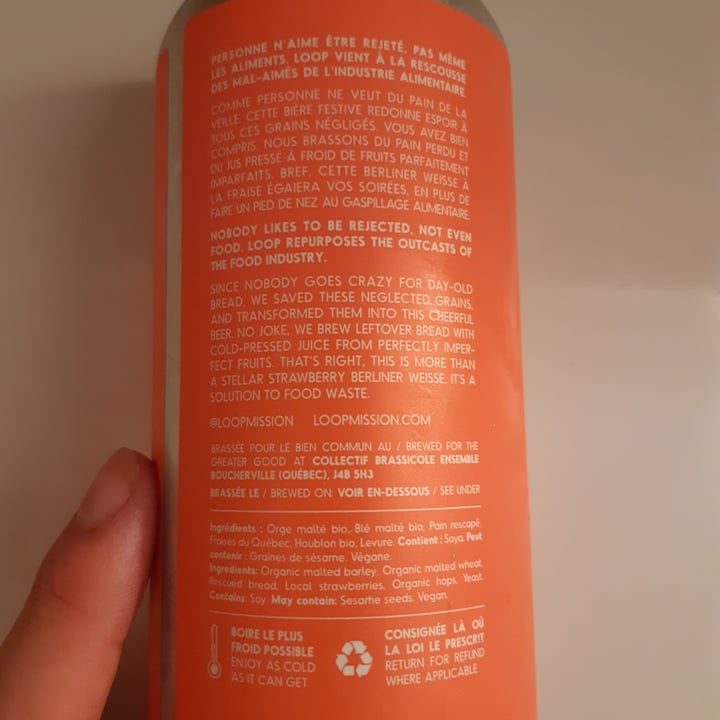 PERSONNE N'AIME ÊTRE REJETÉ, PAS MÊME
LES ALIMENTS. LOOP VIENT À LA RESCOUSSE
DES MAL-AIMÉS DE L'INDUSTRIE ALIMENTAIRE.
COMME PERSONNE NE VEUT DU PAIN DE LA
VEILLE, CETTE BIÈRE FESTIVE REDONNE ESPOIR À
TOUS CES GRAINS NÉGLIGÉS. VOUS AVEZ BIEN
COMPRIS, NOUS BRASSONS DU PAIN PERDU ET
DU JUS PRESSÉ À FROID DE FRUITS PARFAITEMENT
IMPARFAITS. BREF, CETTE BERLINER WEISSE À
LA FRAISE ÉGAIERA VOS SOIRÉES, EN PLUS DE
FAIRE UN PIED DE NEZ AU GASPILLAGE ALIMENTAIRE.
NOBODY LIKES TO BE REJECTED, NOT EVEN
FOOD. LOOP REPURPOSES THE OUTCASTS OF
THE FOOD INDUSTRY.
SINCE NOBODY GOES CRAZY FOR DAY-OLD
BREAD, WE SAVED THESE NEGLECTED GRAINS,
AND TRANSFORMED THEM INTO THIS CHEERFUL
BEER. NO JOKE, WE BREW LEFTOVER BREAD WITH
COLD-PRESSED JUICE FROM PERFECTLY IMPER-
FECT FRUITS. THAT'S RIGHT, THIS IS MORE THAN
A STELLAR STRAWBERRY BERLINER WEISSE. IT'S A
SOLUTION TO FOOD WASTE.
@LOOPMISSION LOOPMISSION.COM
BRASSÉE POUR LE BIEN COMMUN AU / BREWED FOR THE
GREATER GOOD AT COLLECTIF BRASSICOLE ENSEMBLE
BOUCHERVILLE (QUÉBEC), J4B 5H3
BRASSÉE LE / BREWED ON: VOIR EN-DESSOUS / SEE UNDER
Ingrédients : Orge malté bio, Blé malté bio, Pain rescapé,
Fraises du Québec, Houblon bio, Levure. Contient : Soya. Peut
contenir : Graines de sésame. Végane.
Ingredients: Organic malted barley, Organic malted wheat,
Rescued bread, Local strawberries, Organic hops, Yeast.
Contains: Soy. May contain: Sesame seeds. Vegan.
BOIRE LE PLUS
FROID POSSIBLE
ENJOY AS COLD
AS IT CAN GET
CONSIGNÉE LÀ OÙ
LA LOI LE PRESCRIT
RETURN FOR REFUND
WHERE APPLICABLE